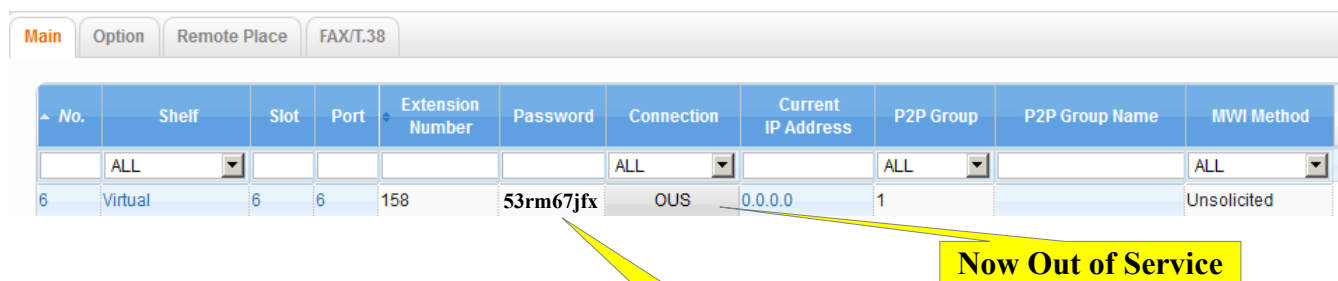 Main Option Remote Place FAX/T.38
No. Shelf Slot Port Extension Number Password Connection Current IP Address P2P Group P2P Group Name MWI Method
ALL ALL ALL ALL
6 Virtual 6 6 158 53rm67jfx OUS 0.0.0.0 1 Unsolicited
Now Out of Service